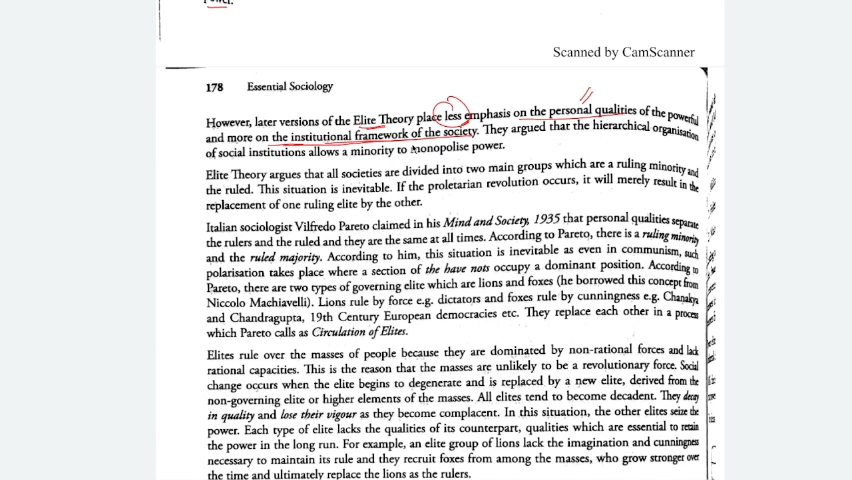 Power.
Scanned by CamScanner
178 Essential Sociology
However, later versions of the Elite Theory place less emphasis on the personal qualities of the powerful
and more on the institutional framework of the society. They argued that the hierarchical organisation
of social institutions allows a minority to monopolise power.
Elite Theory argues that all societies are divided into two main groups which are a ruling minority and
the ruled. This situation is inevitable. If the proletarian revolution occurs, it will merely result in the
replacement of one ruling elite by the other.
Italian sociologist Vilfredo Pareto claimed in his Mind and Society, 1935 that personal qualities separate
the rulers and the ruled and they are the same at all times. According to Pareto, there is a ruling minority
and the ruled majority. According to him, this situation is inevitable as even in communism, such
polarisation takes place where a section of the have nots occupy a dominant position. According to
Pareto, there are two types of governing elite which are lions and foxes (he borrowed this concept from
Niccolo Machiavelli). Lions rule by force e.g. dictators and foxes rule by cunningness e.g. Chanakya
and Chandragupta, 19th Century European democracies etc. They replace each other in a process
which Pareto calls as Circulation of Elites.
Elites rule over the masses of people because they are dominated by non-rational forces and lack
rational capacities. This is the reason that the masses are unlikely to be a revolutionary force. Social
change occurs when the elite begins to degenerate and is replaced by a new elite, derived from the
non-governing elite or higher elements of the masses. All elites tend to become decadent. They decay
in quality and lose their vigour as they become complacent. In this situation, the other elites seize the
power. Each type of elite lacks the qualities of its counterpart, qualities which are essential to retain
the power in the long run. For example, an elite group of lions lack the imagination and cunningness
necessary to maintain its rule and they recruit foxes from among the masses, who grow stronger over
the time and ultimately replace the lions as the rulers.